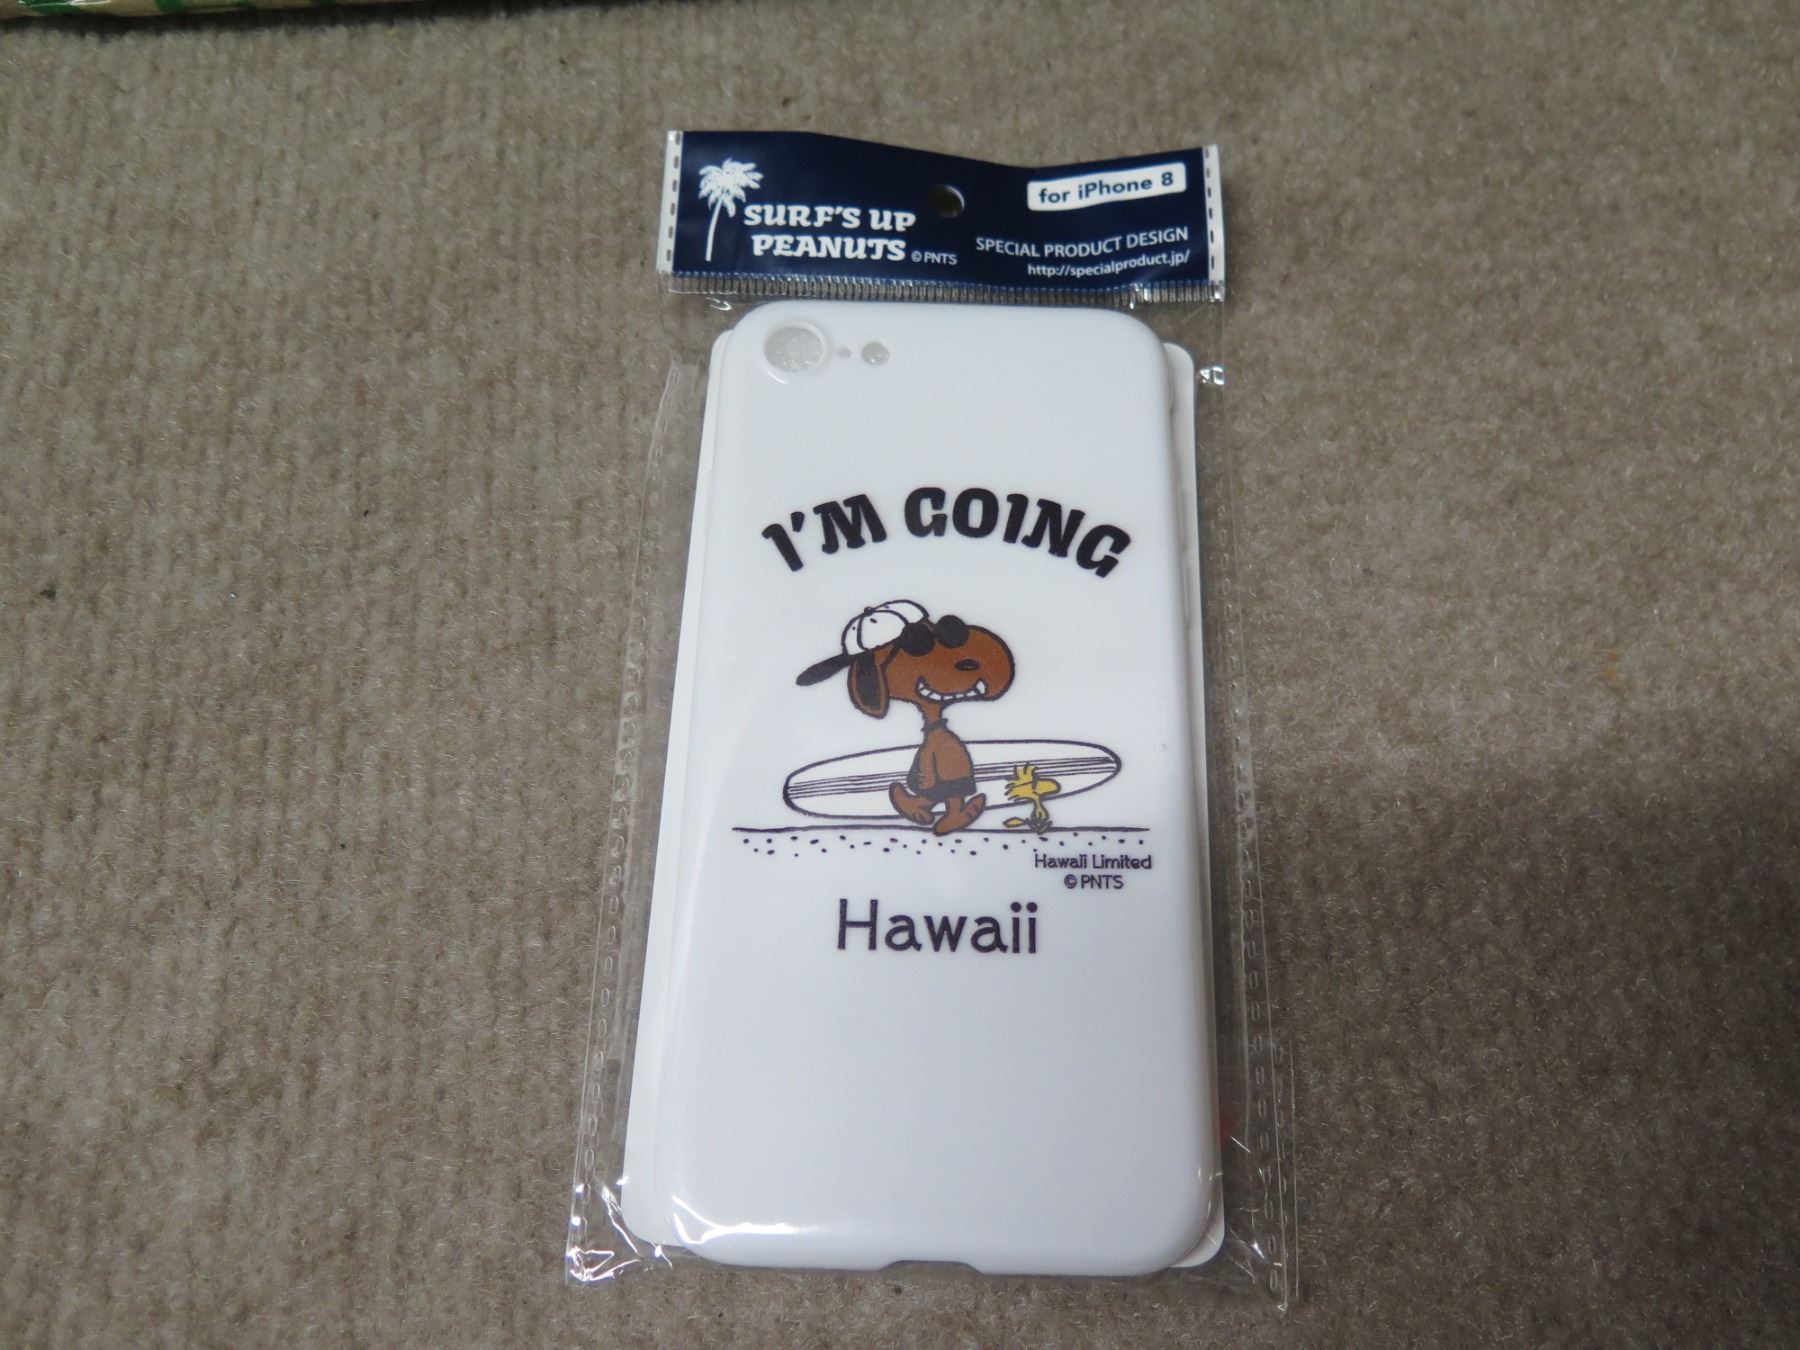 SURF'S UP
PEANUTS © PNTS
for iPhone 8
SPECIAL PRODUCT DESIGN
http://specialproduct.jp/
I'M GOING
Hawaii Limited
© PNTS
Hawaii